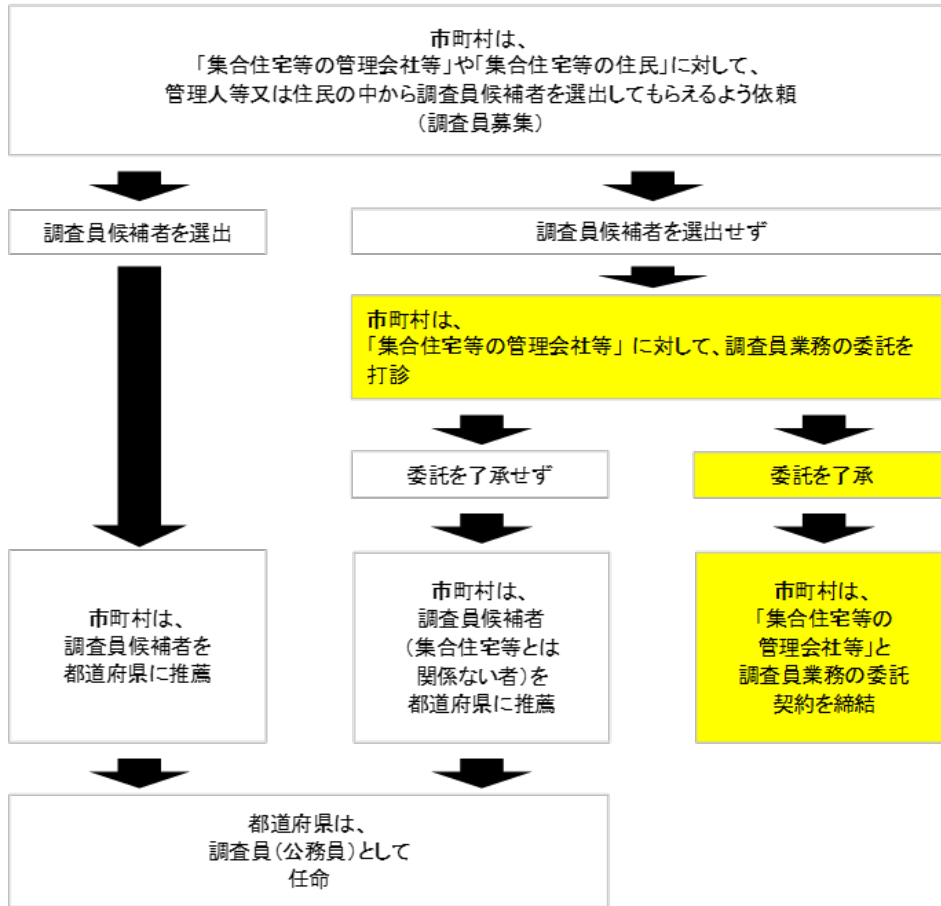 市町村は、
「集合住宅等の管理会社等」や「集合住宅等の住民」に対して、
管理人等又は住民の中から調査員候補者を選出してもらえるよう依頼
（調査員募集）
調査員候補者を選出
調査員候補者を選出せず
市町村は、
「集合住宅等の管理会社等」に対して、調査員業務の委託を
打診
委託を了承せず
委託を了承
市町村は、
調査員候補者を
都道府県に推薦
市町村は、
調査員候補者
（集合住宅等とは
関係ない者）を
都道府県に推薦
市町村は、
「集合住宅等の
管理会社等」と
調査員業務の委託
契約を締結
都道府県は、
調査員（公務員）として
任命